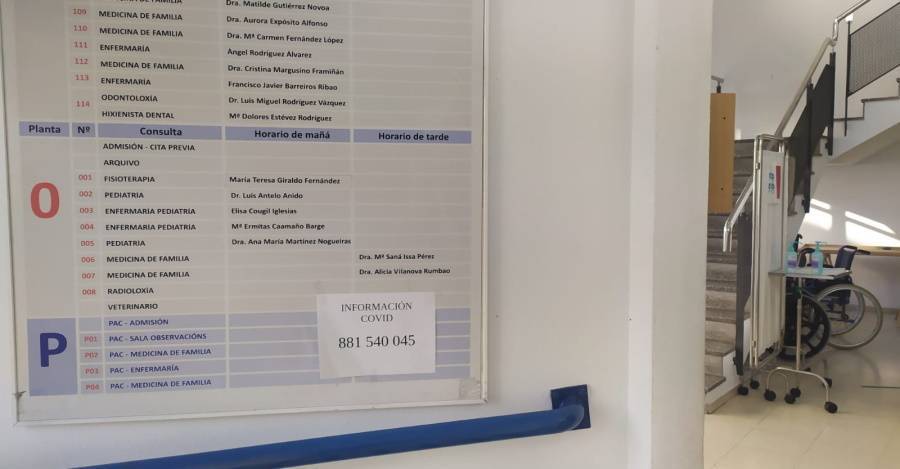 Dra. Matilde Gutiérrez Novoa
109 MEDICINA DE FAMILIA Dra. Aurora Expósito Alfonso
110 MEDICINA DE FAMILIA Dra. Mª Carmen Fernández López
111 ENFERMARÍA Angel Rodríguez Álvarez
112 MEDICINA DE FAMILIA Dra. Cristina Margusino Framiñán
113 ENFERMARÍA Francisco Javier Barreiros Ribao
114 ODONTOLOXÍA Dr. Luis Miguel Rodríguez Vázquez
HIXIENISTA DENTAL Mª Dolores Estévez Rodríguez
Planta Nº Consulta Horario de mañá Horario de tarde
0
ADMISIÓN - CITA PREVIA
ARQUIVO
001 FISIOTERAPIA María Teresa Giraldo Fernández
002 PEDIATRIA Dr. Luis Antelo Anido
003 ENFERMARIA PEDIATRIA Elisa Cougil Iglesias
004 ENFERMARIA PEDIATRIA Mª Ermitas Caamaño Barge
005 PEDIATRIA Dra. Ana María Martínez Nogueiras
006 MEDICINA DE FAMILIA Dra. Mª Saná Issa Pérez
007 MEDICINA DE FAMILIA Dra. Alicia Vilanova Rumbao
008 RADIOLOXÍA
VETERINARIO
P
PAC - ADMISIÓN
P01 PAC - SALA OBSERVACIÓNS
P02 PAC - MEDICINA DE FAMILIA
P03 PAC - ENFERMARÍA
P04 PAC - MEDICINA DE FAMILIA
INFORMACIÓN
COVID
881 540 045